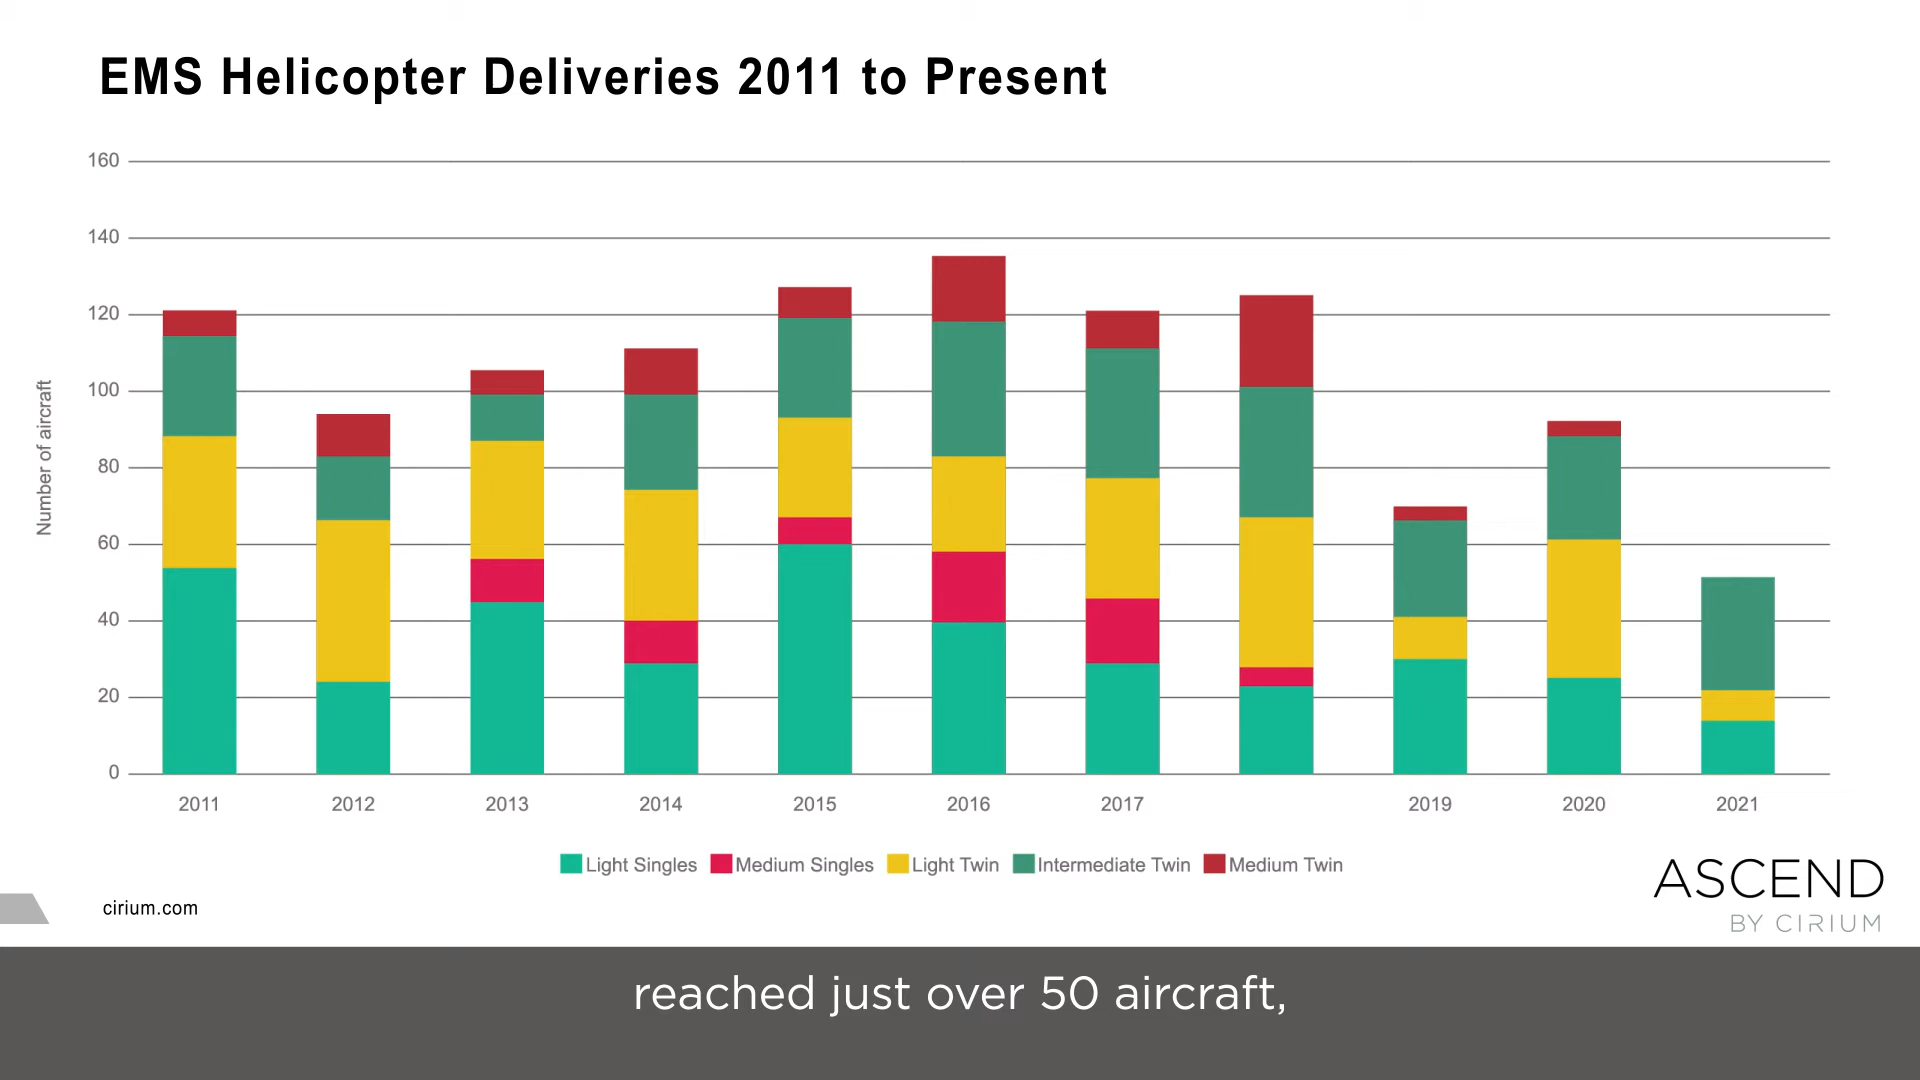 EMS Helicopter Deliveries 2011 to Present
Number of aircraft
160
140
120
100
80
60
40
20
0
2011 2012 2013 2014 2015 2016 2017 2019 2020 2021
Light Singles Medium Singles Light Twin Intermediate Twin Medium Twin
cirium.com
ASCEND
BY CIRIUM
reached just over 50 aircraft,